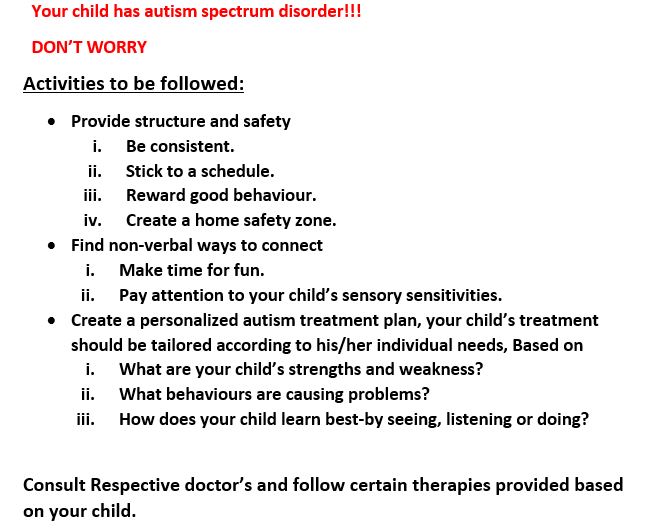 Your child has autism spectrum disorder!!!
DON'T WORRY
Activities to be followed:
• Provide structure and safety
i. Be consistent.
ii. Stick to a schedule.
iii. Reward good behaviour.
iv. Create a home safety zone.
• Find non-verbal ways to connect
i. Make time for fun.
ii. Pay attention to your child's sensory sensitivities.
• Create a personalized autism treatment plan, your child's treatment
should be tailored according to his/her individual needs, Based on
i. What are your child's strengths and weakness?
ii. What behaviours are causing problems?
iii. How does your child learn best-by seeing, listening or doing?
Consult Respective doctor's and follow certain therapies provided based
on your child.